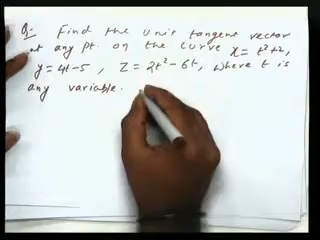 Q. Find the Unit tangent vector
at any pt. on the curve x = t²+2,
y = 4t-5, z = 2t²-6t, where t is
any variable.